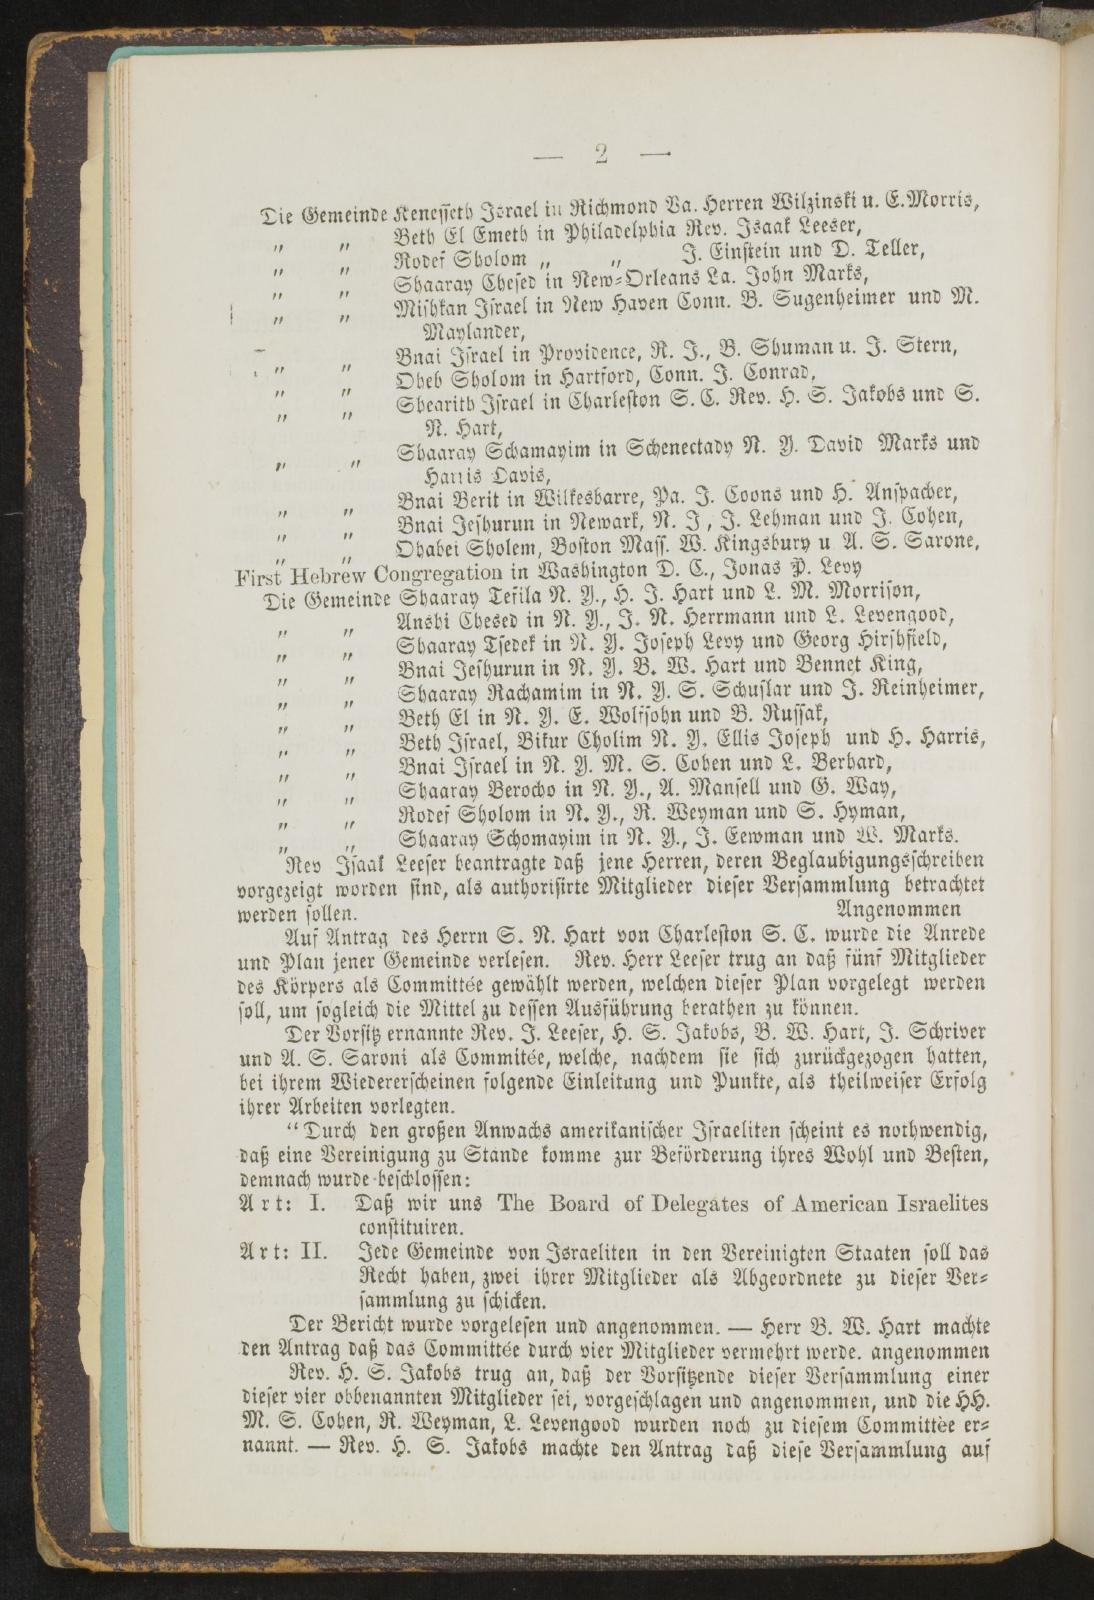 — 2 —
Die Gemeinde Kenesseth Israel in Richmond Va. Herren Wilzinski u. E. Morris,
„ „ Beth El Emeth in Philadelphia Rev. Isaak Leeser,
„ „ Rodef Sholom „ „ J. Einstein und D. Teller,
„ „ Shaaray Chesed in New-Orleans La. John Marks,
„ „ Mishkan Israel in New Haven Conn. B. Sugenheimer und M.
Maylander,
„ „ Bnai Israel in Providence, R. J., B. Shuman u. J. Stern,
„ „ Oheb Sholom in Hartford, Conn. J. Conrad,
„ „ Shearith Israel in Charleston S. C. Rev. H. S. Jakobs und S.
N. Hart,
„ „ Shaaray Schamayim in Schenectady N. Y. David Marks und
Harris Davis,
„ „ Bnai Berit in Wilkesbarre, Pa. J. Coons und H. Anspacher,
„ „ Bnai Jeshurun in Newark, N. J, J. Lehman und J. Cohen,
„ „ Ohabei Sholem, Boston Mass. W. Kingsbury u A. S. Sarone,
First Hebrew Congregation in Washington D. C., Jonas P. Levy
Die Gemeinde Shaaray Tefila N. Y., H. J. Hart und L. M. Morrison,
„ „ Anshi Chesed in N. Y., J. N. Herrmann und L. Levengood,
„ „ Shaaray Tsedek in N. Y. Joseph Levy und Georg Hirshfield,
„ „ Bnai Jeshurun in N. Y. B. W. Hart und Bennet King,
„ „ Shaaray Rachamim in N. Y. S. Schuslar und J. Reinheimer,
„ „ Beth El in N. Y. E. Wolfsohn und B. Russak,
„ „ Beth Israel, Bikur Cholim N. Y. Ellis Joseph und H. Harris,
„ „ Bnai Israel in N. Y. M. S. Cohen und L. Berhard,
„ „ Shaaray Berocho in N. Y., A. Mansell und G. Way,
„ „ Rodef Sholom in N. Y., R. Weyman und S. Hyman,
„ „ Shaaray Schomayim in N. Y., J. Eewman und W. Marks.
Rev Isaak Leeser beantragte daß jene Herren, deren Beglaubigungsschreiben
vorgezeigt worden sind, als authorisirte Mitglieder dieser Versammlung betrachtet
werden sollen. Angenommen
Auf Antrag des Herrn S. N. Hart von Charleston S. C. wurde die Anrede
und Plan jener Gemeinde verlesen. Rev. Herr Leeser trug an daß fünf Mitglieder
des Körpers als Committée gewählt werden, welchen dieser Plan vorgelegt werden
soll, um sogleich die Mittel zu dessen Ausführung berathen zu können.
Der Vorsitz ernannte Rev. J. Leeser, H. S. Jakobs, B. W. Hart, J. Schriver
und A. S. Saroni als Commitée, welche, nachdem sie sich zurückgezogen hatten,
bei ihrem Wiedererscheinen folgende Einleitung und Punkte, als theilweiser Erfolg
ihrer Arbeiten vorlegten.
“Durch den großen Anwachs amerikanischer Israeliten scheint es nothwendig,
daß eine Vereinigung zu Stande komme zur Beförderung ihres Wohl und Besten,
demnach wurde beschlossen:
Art: I. Daß wir uns The Board of Delegates of American Israelites
constituiren.
Art: II. Jede Gemeinde von Israeliten in den Vereinigten Staaten soll das
Recht haben, zwei ihrer Mitglieder als Abgeordnete zu dieser Ver-
sammlung zu schicken.
Der Bericht wurde vorgelesen und angenommen. — Herr B. W. Hart machte
den Antrag daß das Committée durch vier Mitglieder vermehrt werde. angenommen
Rev. H. S. Jakobs trug an, daß der Vorsitzende dieser Versammlung einer
dieser vier obbenannten Mitglieder sei, vorgeschlagen und angenommen, und die HH.
M. S. Cohen, R. Weyman, L. Levengood wurden noch zu diesem Committèe er-
nannt. — Rev. H. S. Jakobs machte den Antrag daß diese Versammlung auf